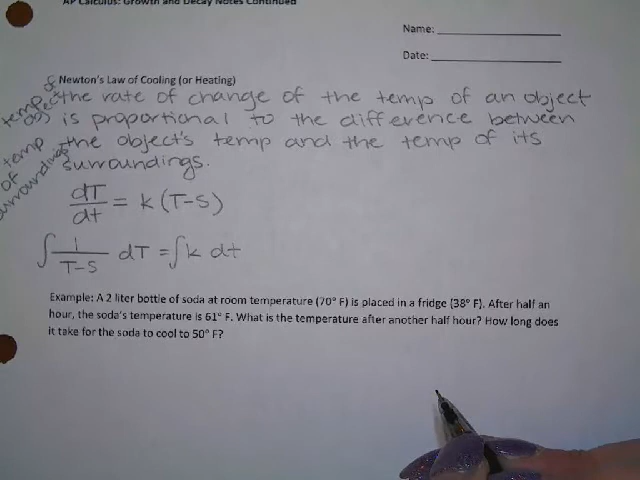 AP Calculus: Growth and Decay Notes Continued
Name:
Date:
Newton's Law of Cooling (or Heating)
the rate of change of the temp of an object
is proportional to the difference between
the object's temp and the temp of its
surroundings.
temp of
object
temp
of
surroundings
dT/dt = k (T-S)
∫ 1/(T-S) dT = ∫ k dt
Example: A 2 liter bottle of soda at room temperature (70° F) is placed in a fridge (38° F). After half an
hour, the soda's temperature is 61° F. What is the temperature after another half hour? How long does
it take for the soda to cool to 50° F?